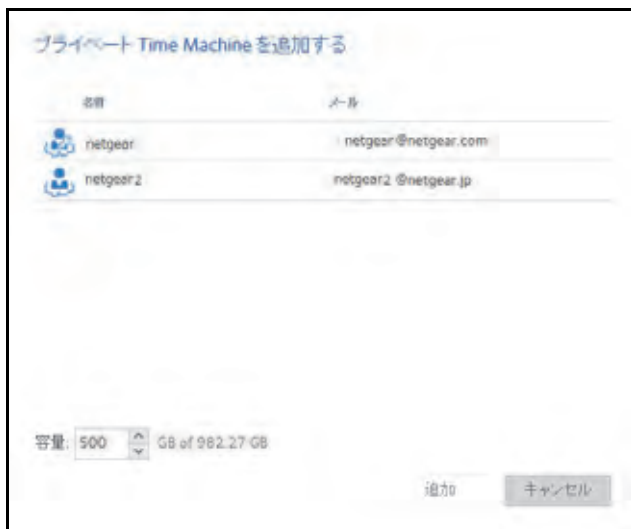 プライベート Time Machine を追加する
名前 メール
netgear netgear@netgear.com
netgear2 netgear2 @netgear.jp
容量: 500 GB of 982.27 GB
追加 キャンセル